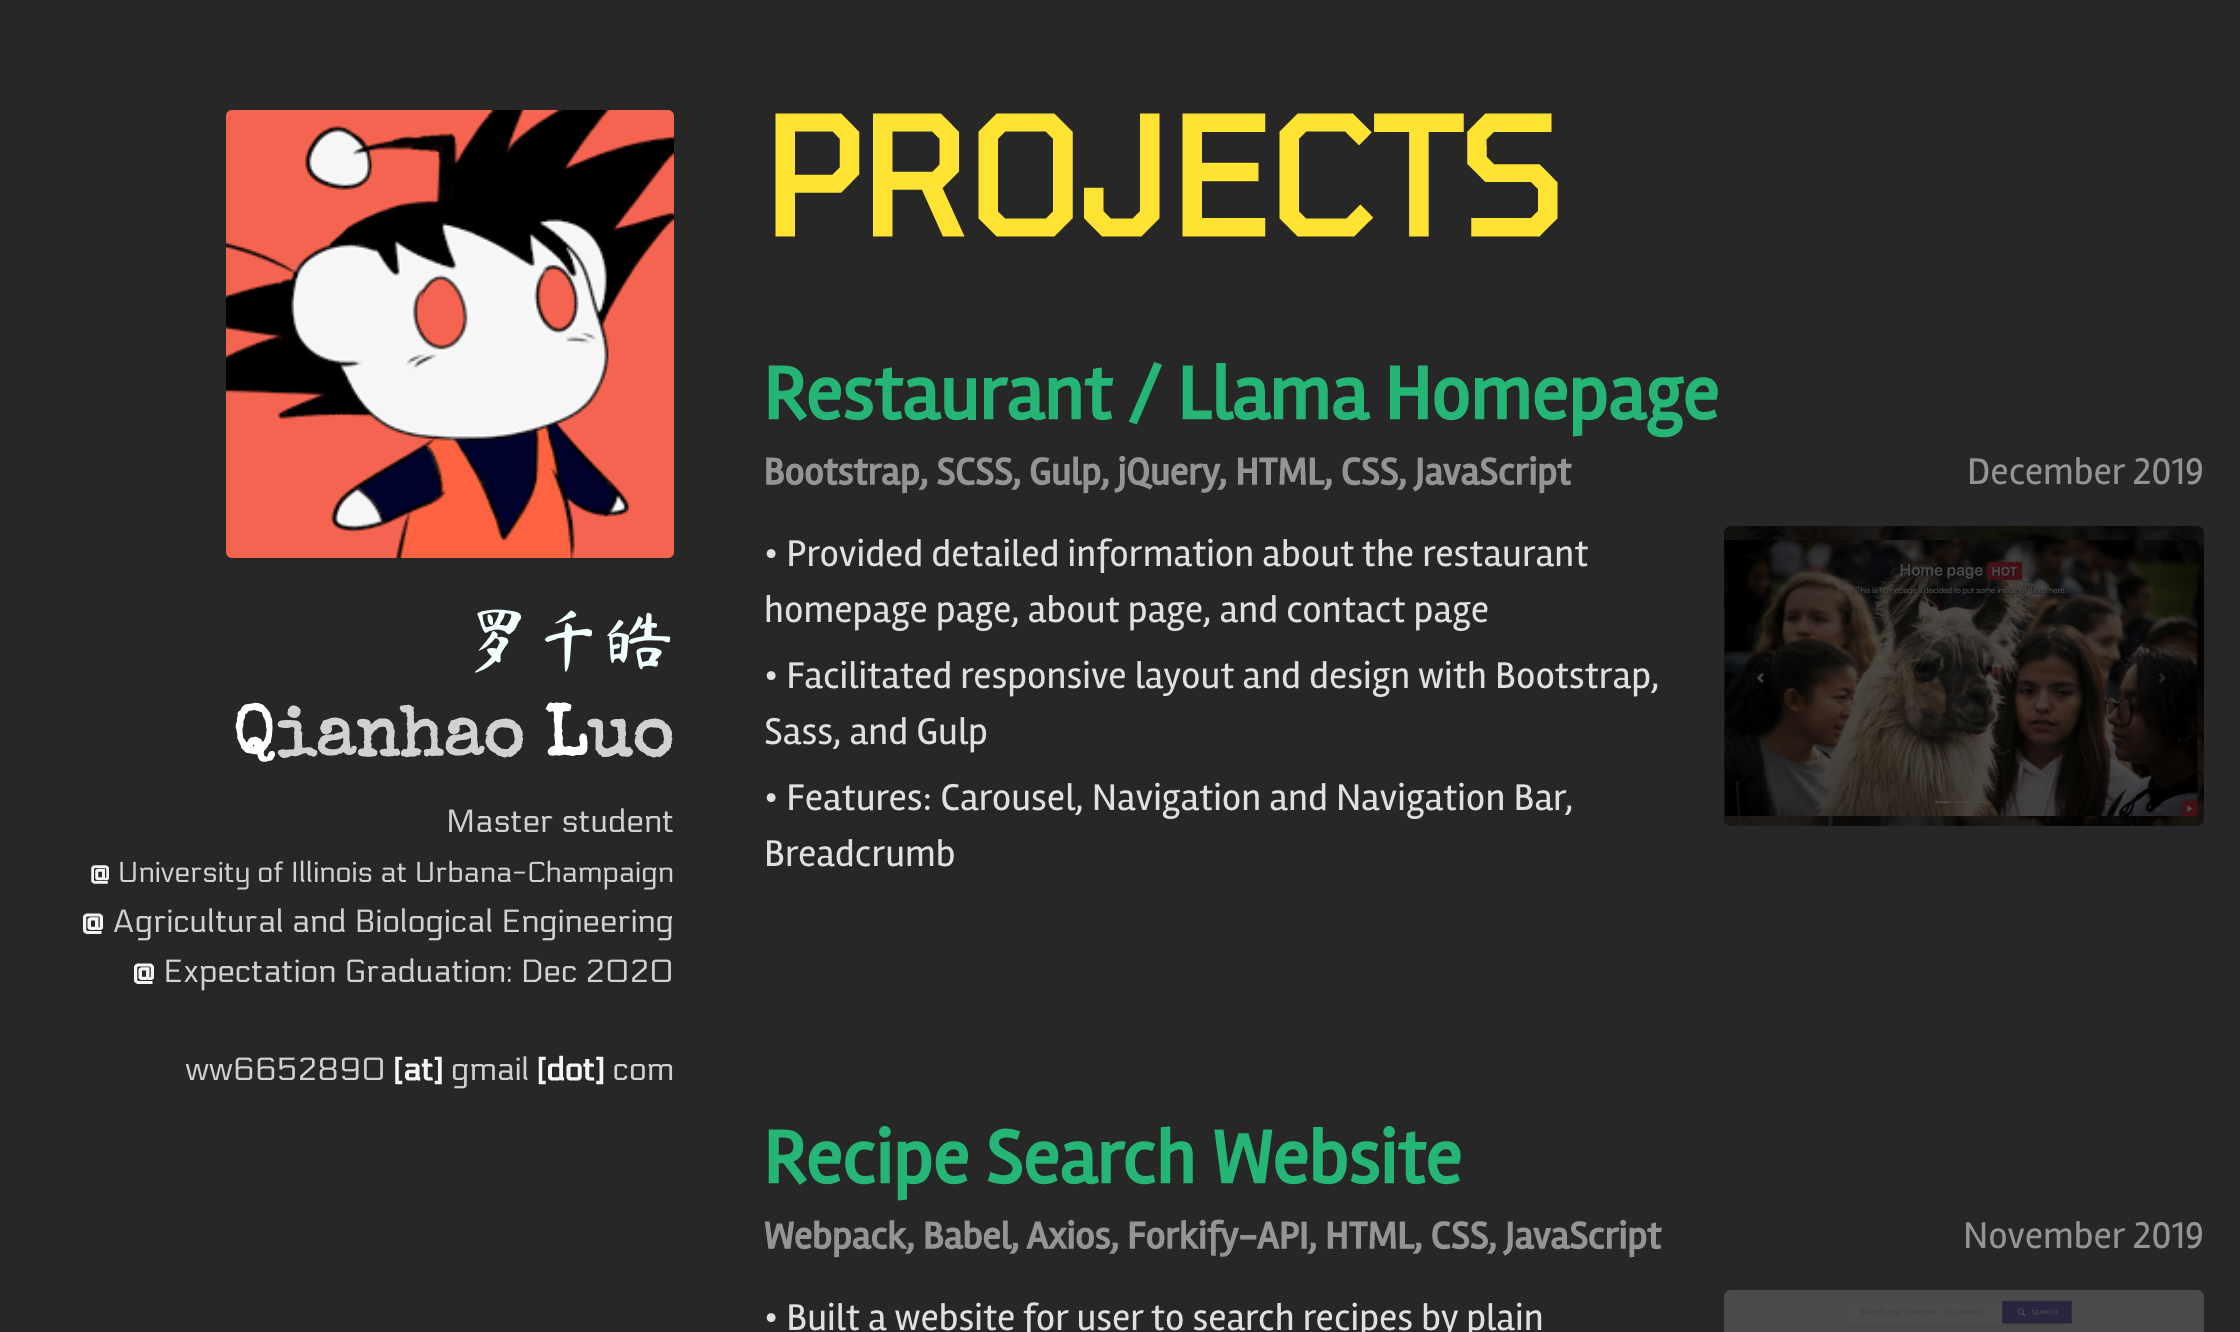 罗千皓
Qianhao Luo
Master student
@ University of Illinois at Urbana-Champaign
@ Agricultural and Biological Engineering
@ Expectation Graduation: Dec 2020
ww6652890 [at] gmail [dot] com
PROJECTS
Restaurant / Llama Homepage
Bootstrap, SCSS, Gulp, jQuery, HTML, CSS, JavaScript
December 2019
• Provided detailed information about the restaurant
homepage page, about page, and contact page
• Facilitated responsive layout and design with Bootstrap,
Sass, and Gulp
• Features: Carousel, Navigation and Navigation Bar,
Breadcrumb
Home page HOT
This is homepage, decided to put some image of llama here.
Recipe Search Website
Webpack, Babel, Axios, Forkify-API, HTML, CSS, JavaScript
November 2019
• Built a website for user to search recipes by plain
SEARCH